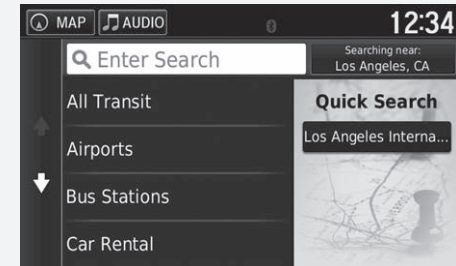 MAP
AUDIO
12:34
Enter Search
Searching near:
Los Angeles, CA
All Transit
Airports
Bus Stations
Car Rental
Quick Search
Los Angeles Interna...